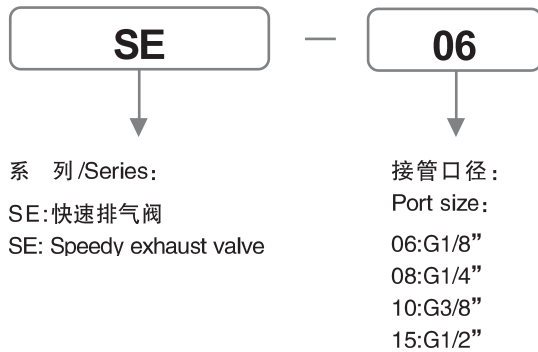 SE — 06
系 列/Series:
SE:快速排气阀
SE: Speedy exhaust valve
接管口径:
Port size:
06:G1/8”
08:G1/4”
10:G3/8”
15:G1/2”